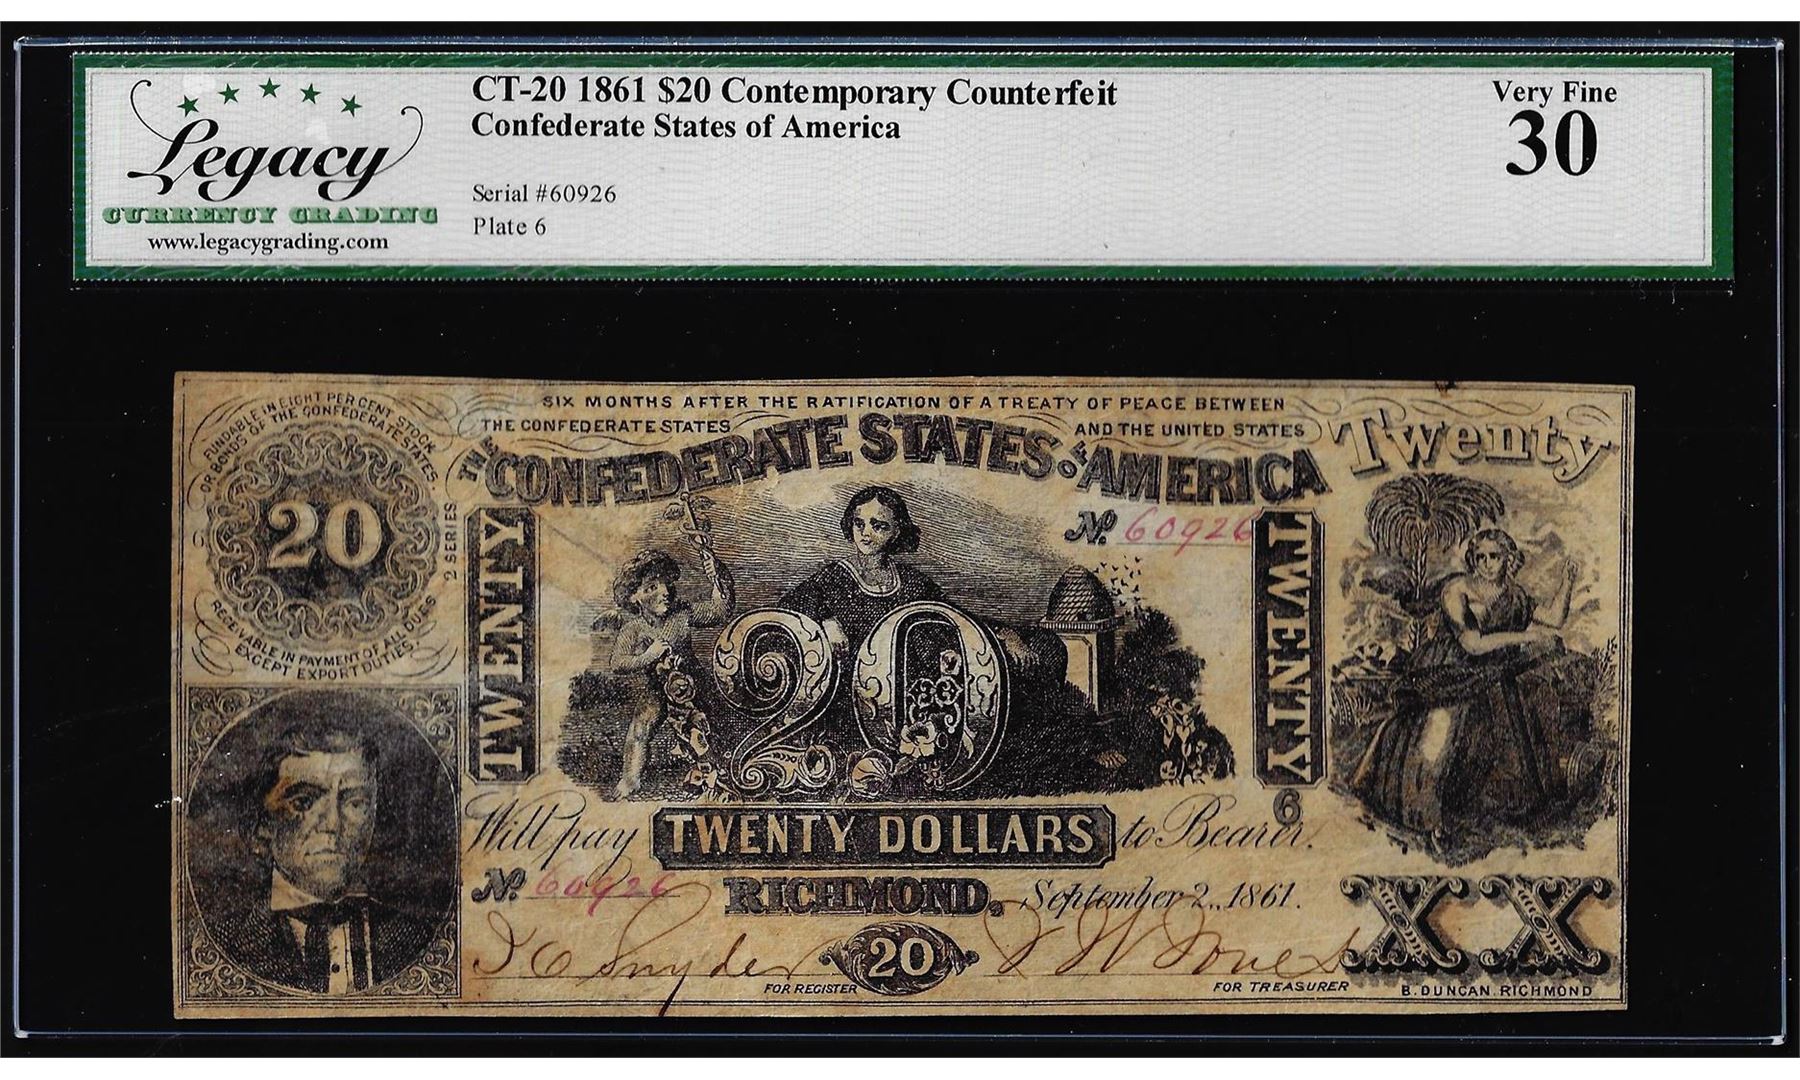 Legacy
CURRENCY GRADING
www.legacygrading.com
CT-20 1861 $20 Contemporary Counterfeit
Confederate States of America
Serial #60926
Plate 6
Very Fine
30
SIX MONTHS AFTER THE RATIFICATION OF A TREATY OF PEACE BETWEEN
THE CONFEDERATE STATES AND THE UNITED STATES
THE CONFEDERATE STATES OF AMERICA
Twenty
FUNDABLE IN EIGHT PER CENT STOCK
OR BONDS OF THE CONFEDERATE STATES.
20
RECEIVABLE IN PAYMENT OF ALL DUES
EXCEPT EXPORT DUTIES.
2 SERIES
6
TWENTY
No. 60926
TWENTY
20
6
Will pay TWENTY DOLLARS to Bearer.
No. 60926
RICHMOND, September 2, 1861.
XX
J C Snyder
20
J W Jones
FOR REGISTER
FOR TREASURER
B. DUNCAN. RICHMOND